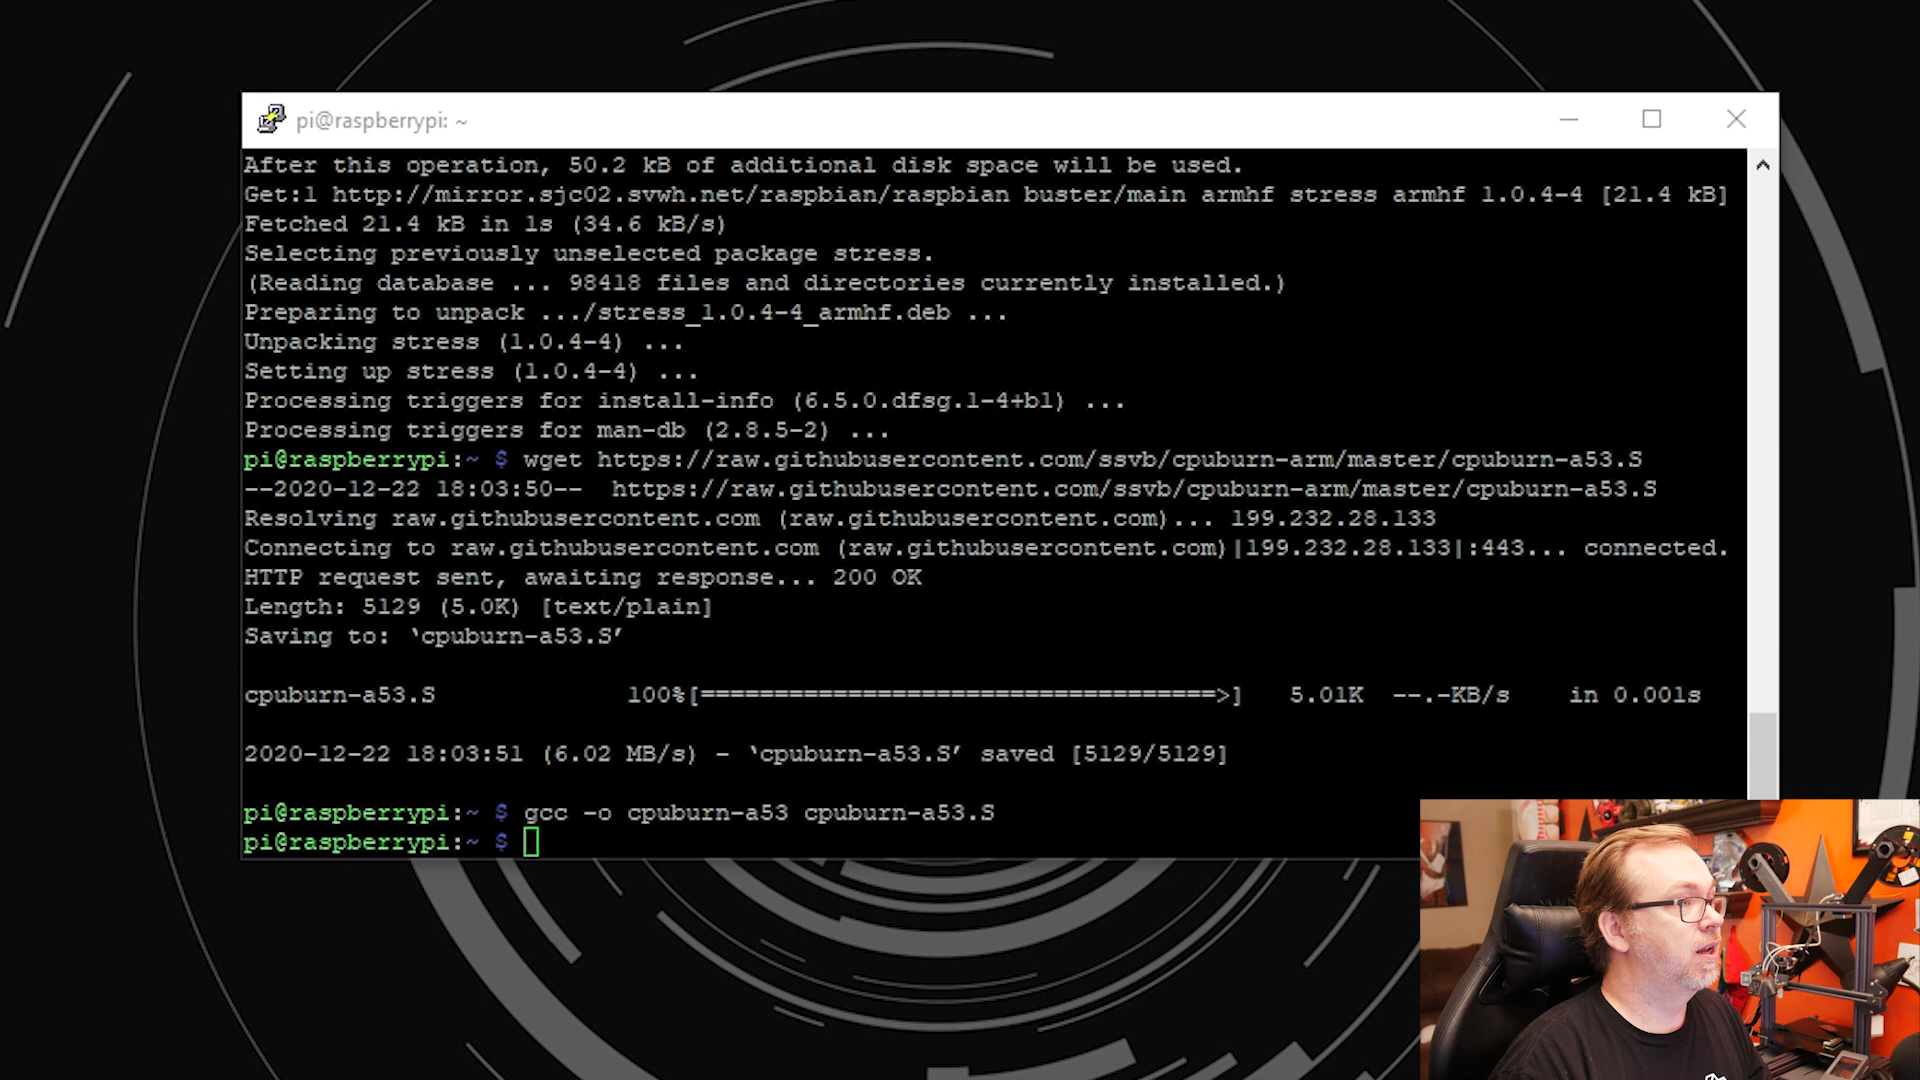 pi@raspberrypi: ~
After this operation, 50.2 kB of additional disk space will be used.
Get:1 http://mirror.sjc02.svwh.net/raspbian/raspbian buster/main armhf stress armhf 1.0.4-4 [21.4 kB]
Fetched 21.4 kB in 1s (34.6 kB/s)
Selecting previously unselected package stress.
(Reading database ... 98418 files and directories currently installed.)
Preparing to unpack .../stress_1.0.4-4_armhf.deb ...
Unpacking stress (1.0.4-4) ...
Setting up stress (1.0.4-4) ...
Processing triggers for install-info (6.5.0.dfsg.1-4+b1) ...
Processing triggers for man-db (2.8.5-2) ...
pi@raspberrypi:~ $ wget https://raw.githubusercontent.com/ssvb/cpuburn-arm/master/cpuburn-a53.S
--2020-12-22 18:03:50--  https://raw.githubusercontent.com/ssvb/cpuburn-arm/master/cpuburn-a53.S
Resolving raw.githubusercontent.com (raw.githubusercontent.com)... 199.232.28.133
Connecting to raw.githubusercontent.com (raw.githubusercontent.com)|199.232.28.133|:443... connected.
HTTP request sent, awaiting response... 200 OK
Length: 5129 (5.0K) [text/plain]
Saving to: ‘cpuburn-a53.S’
cpuburn-a53.S             100%[===================================>]   5.01K  --.-KB/s    in 0.001s
2020-12-22 18:03:51 (6.02 MB/s) - ‘cpuburn-a53.S’ saved [5129/5129]
pi@raspberrypi:~ $ gcc -o cpuburn-a53 cpuburn-a53.S
pi@raspberrypi:~ $